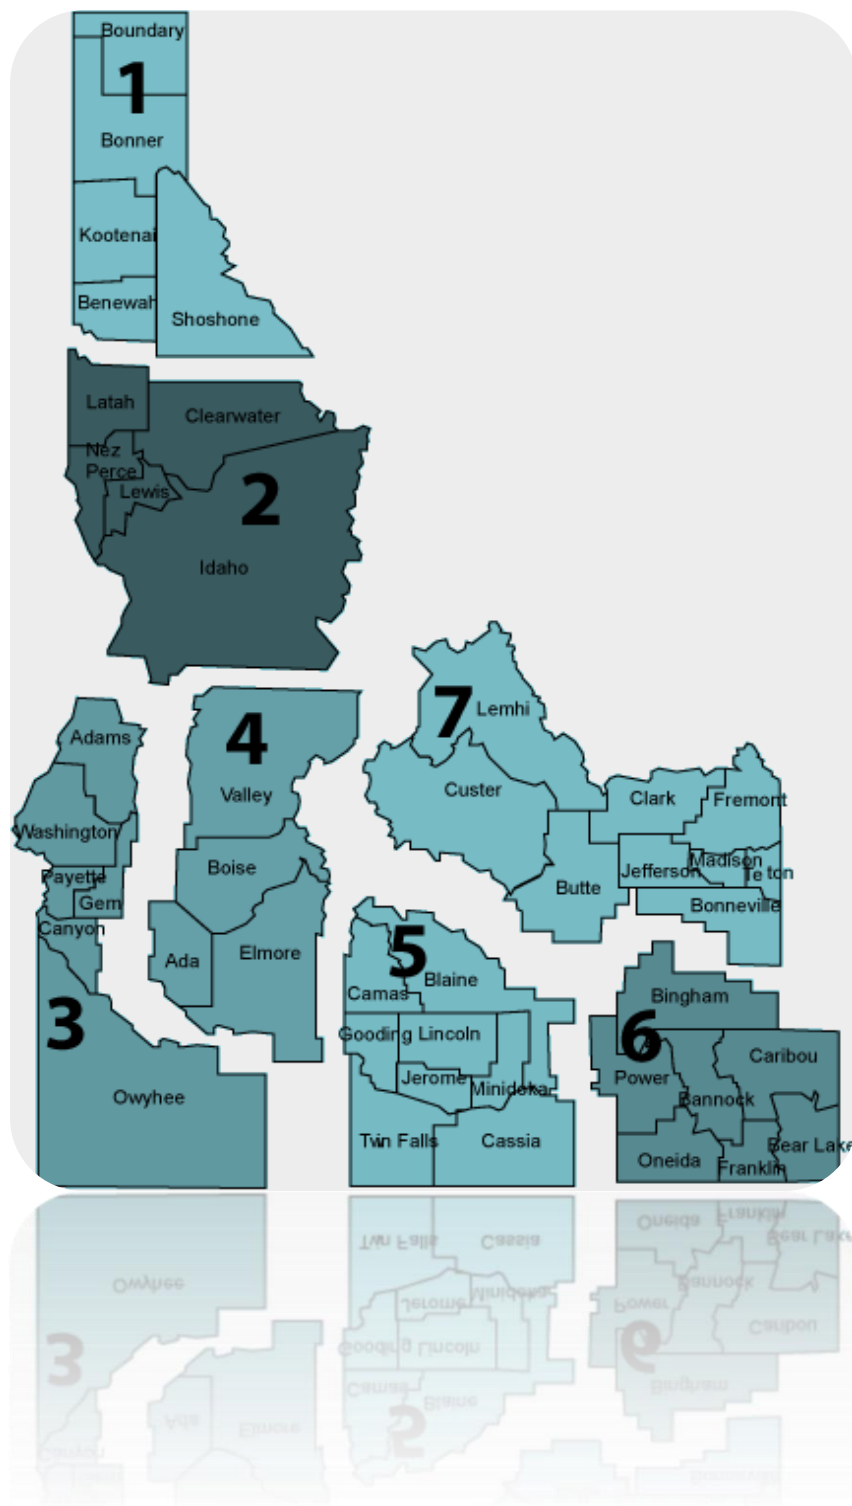 Boundary
1
Bonner
Kootenai
Benewah
Shoshone
Latah
Clearwater
Nez
Perce
Lewis
2
Idaho
Adams
Washington
Payette
Gem
Canyon
3
Owyhee
4
Valley
Boise
Ada
Elmore
7
Lemhi
Custer
Clark
Fremont
Jefferson
Madison
Te ton
Butte
Bonneville
5
Blaine
Camas
Gooding
Lincoln
Jerome
Minidoka
Twin Falls
Cassia
Bingham
6
Caribou
Power
Bannock
Bear Lake
Oneida
Franklin